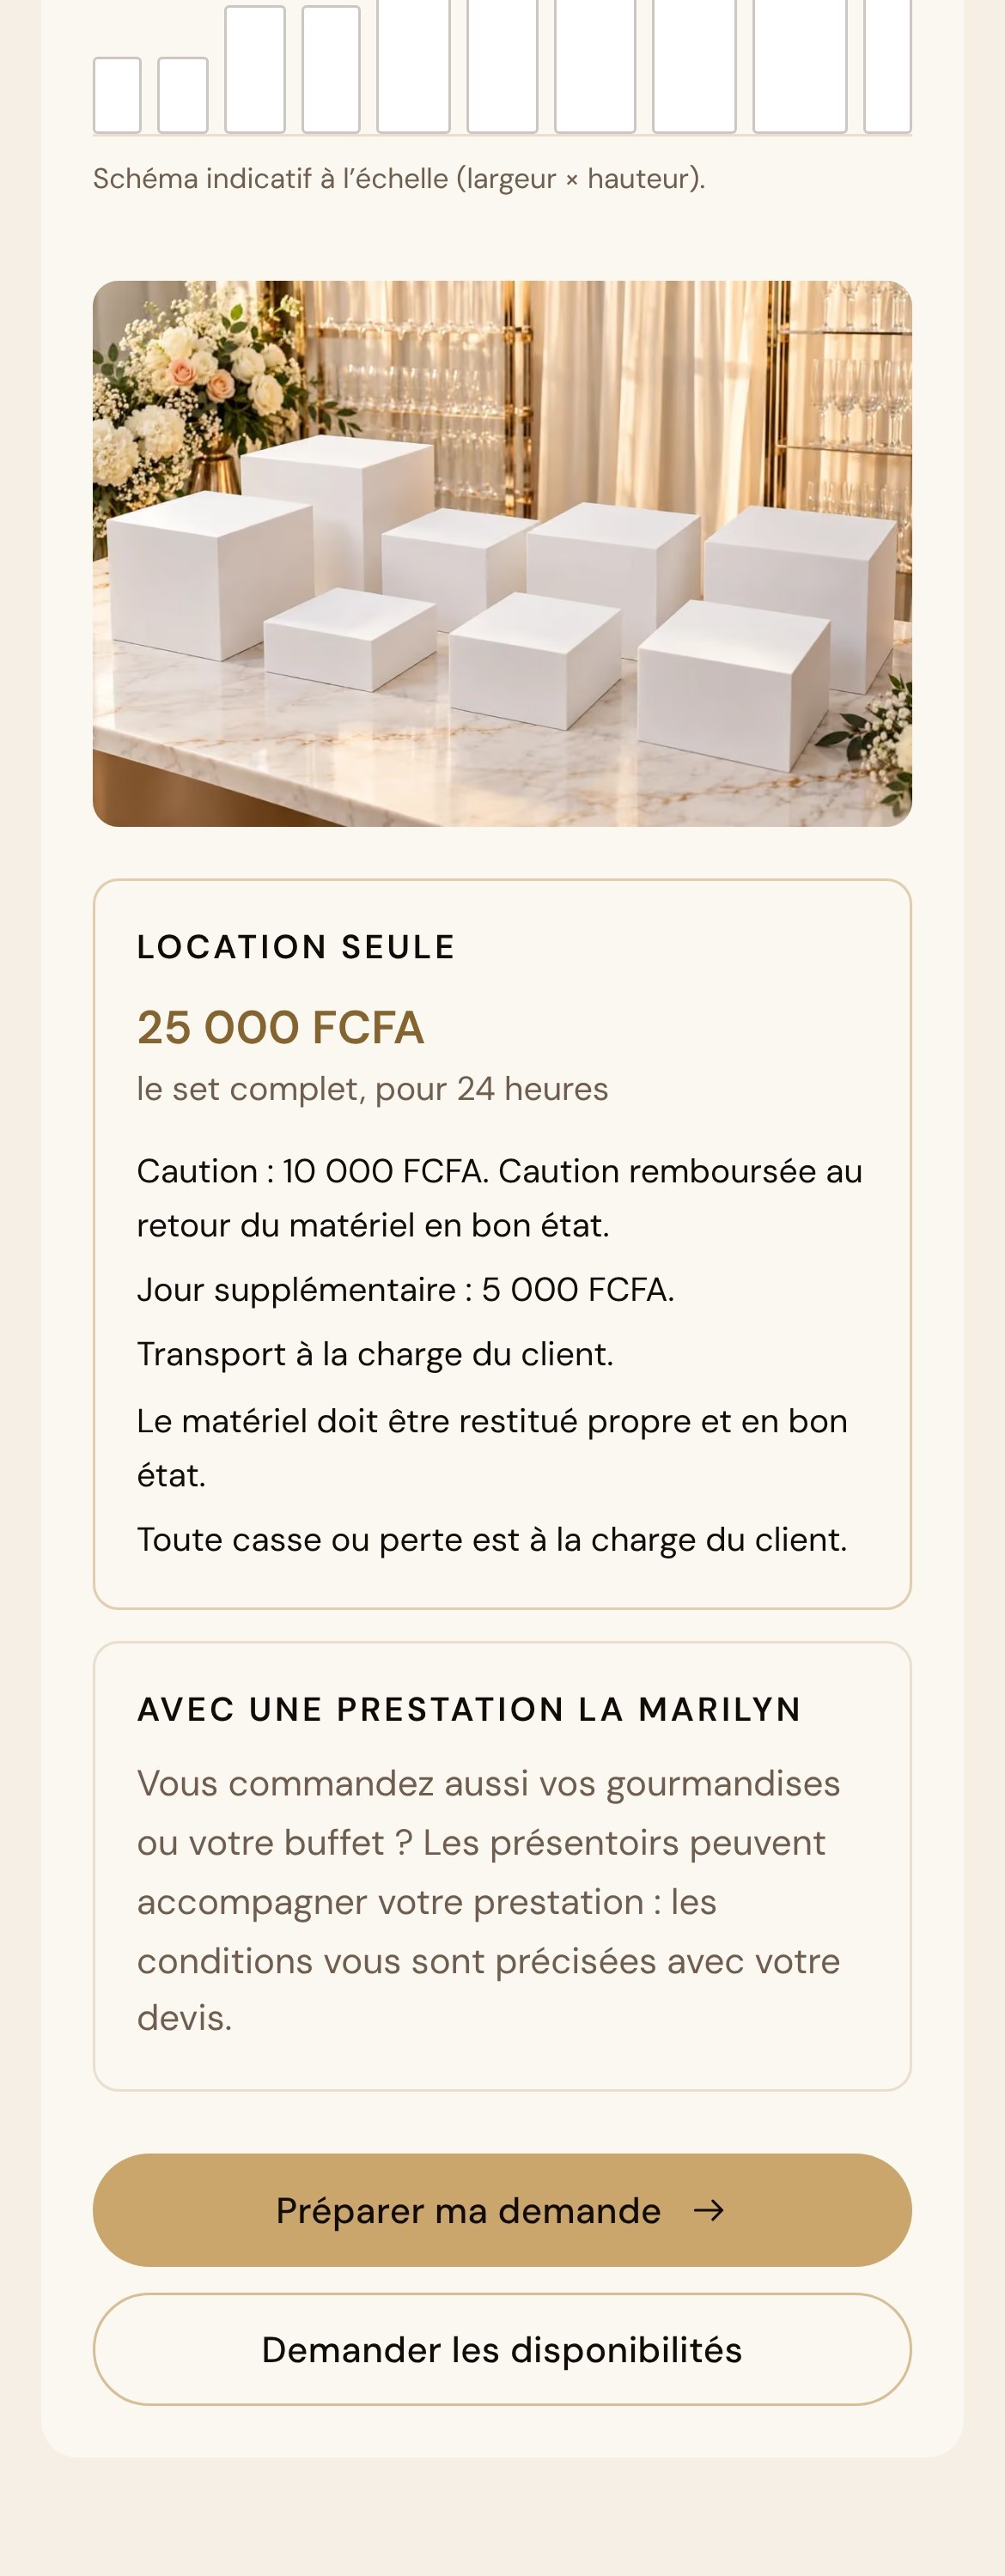 Schéma indicatif à l’échelle (largeur × hauteur).
LOCATION SEULE
25 000 FCFA
le set complet, pour 24 heures
Caution : 10 000 FCFA. Caution remboursée au
retour du matériel en bon état.
Jour supplémentaire : 5 000 FCFA.
Transport à la charge du client.
Le matériel doit être restitué propre et en bon
état.
Toute casse ou perte est à la charge du client.
AVEC UNE PRESTATION LA MARILYN
Vous commandez aussi vos gourmandises
ou votre buffet ? Les présentoirs peuvent
accompagner votre prestation : les
conditions vous sont précisées avec votre
devis.
Préparer ma demande →
Demander les disponibilités